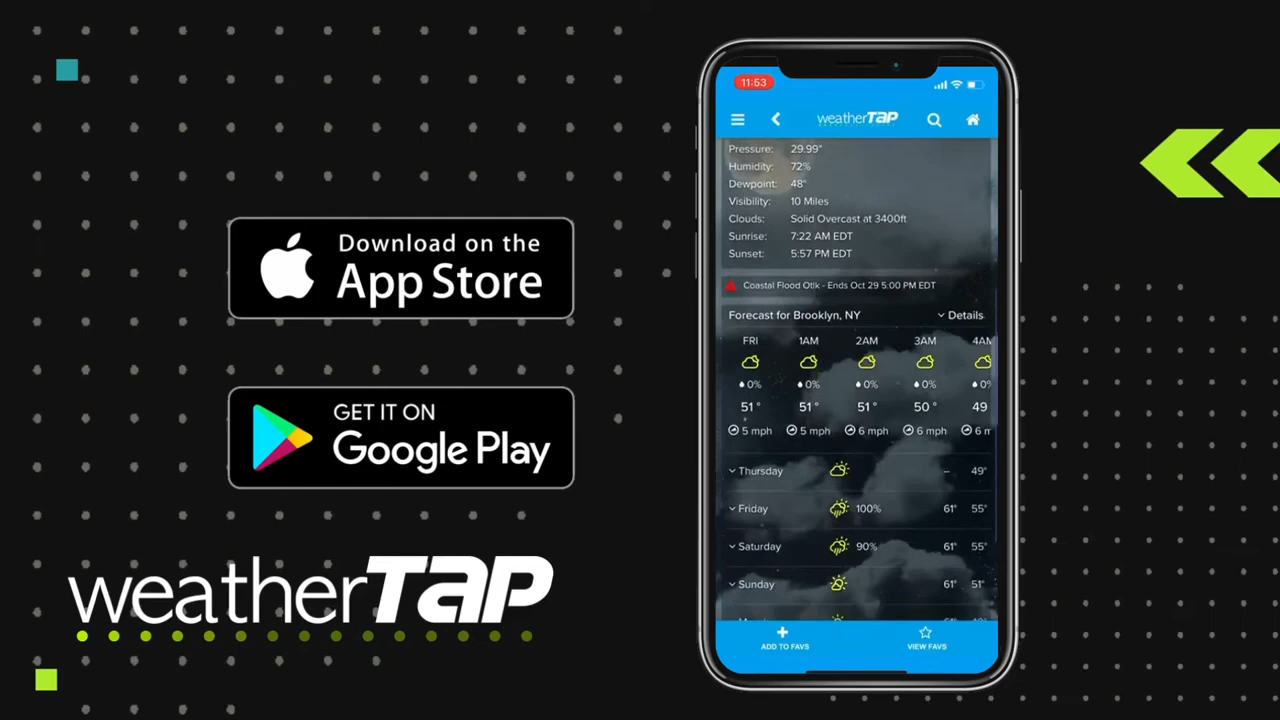 Download on the
App Store
GET IT ON
Google Play
weatherTAP
11:53
weatherTAP
Pressure: 29.99"
Humidity: 72%
Dewpoint: 48°
Visibility: 10 Miles
Clouds: Solid Overcast at 3400ft
Sunrise: 7:22 AM EDT
Sunset: 5:57 PM EDT
Coastal Flood Otlk - Ends Oct 29 5:00 PM EDT
Forecast for Brooklyn, NY Details
FRI 1AM 2AM 3AM 4AM
0% 0% 0% 0% 0%
51° 51° 51° 50° 49
5 mph 5 mph 6 mph 6 mph 6 m
Thursday – 49°
Friday 100% 61° 55°
Saturday 90% 61° 55°
Sunday 61° 51°
ADD TO FAVS VIEW FAVS